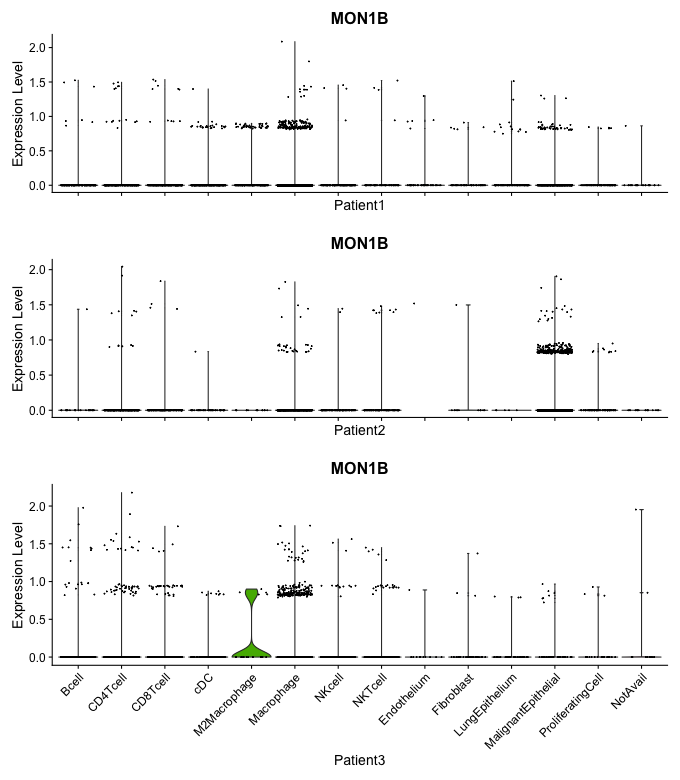 MON1B
Expression Level
2.0
1.5
1.0
0.5
0.0
Patient1
MON1B
Expression Level
2.0
1.5
1.0
0.5
0.0
Patient2
MON1B
Expression Level
2.0
1.5
1.0
0.5
0.0
Bcell
CD4Tcell
CD8Tcell
cDC
M2Macrophage
Macrophage
NKcell
NKTcell
Endothelium
Fibroblast
LungEpithelium
MalignantEpithelial
ProliferatingCell
NotAvail
Patient3